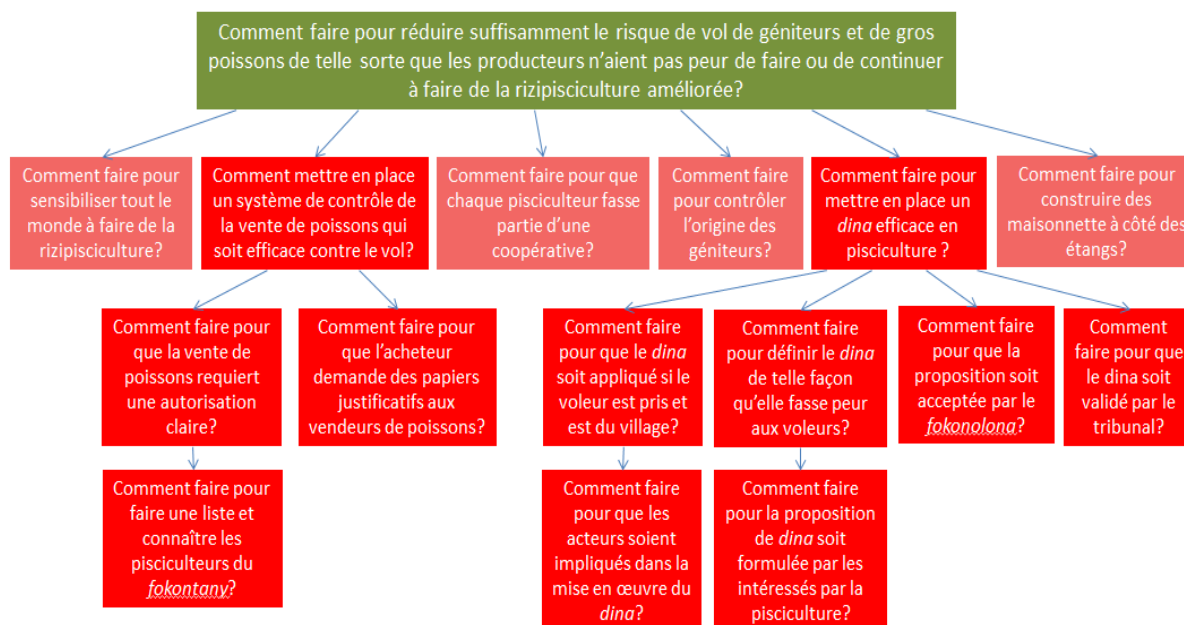 Comment faire pour réduire suffisamment le risque de vol de géniteurs et de gros
poissons de telle sorte que les producteurs n'aient pas peur de faire ou de continuer
à faire de la rizipisciculture améliorée?
Comment faire pour
sensibiliser tout le
monde à faire de la
rizipisciculture?
Comment mettre en place
un système de contrôle de
la vente de poissons qui
soit efficace contre le vol?
Comment faire pour que
chaque pisciculteur fasse
partie d'une
coopérative?
Comment faire
pour contrôler
l'origine des
géniteurs?
Comment faire pour
mettre en place un
dina efficace en
pisciculture ?
Comment faire pour
construire des
maisonnette à côté des
étangs?
Comment faire pour
que la vente de
poissons requiert
une autorisation
claire?
Comment faire pour
que l'acheteur
demande des papiers
justificatifs aux
vendeurs de poissons?
Comment faire
pour que le dina
soit appliqué si le
voleur est pris et
est du village?
Comment faire
pour définir le dina
de telle façon
qu'elle fasse peur
aux voleurs?
Comment faire
pour que la
proposition soit
acceptée par le
fokonolona?
Comment
faire pour que
le dina soit
validé par le
tribunal?
Comment faire pour
faire une liste et
connaître les
pisciculteurs du
fokontany?
Comment faire
pour que les
acteurs soient
impliqués dans la
mise en œuvre du
dina?
Comment faire
pour la proposition
de dina soit
formulée par les
intéressés par la
pisciculture?